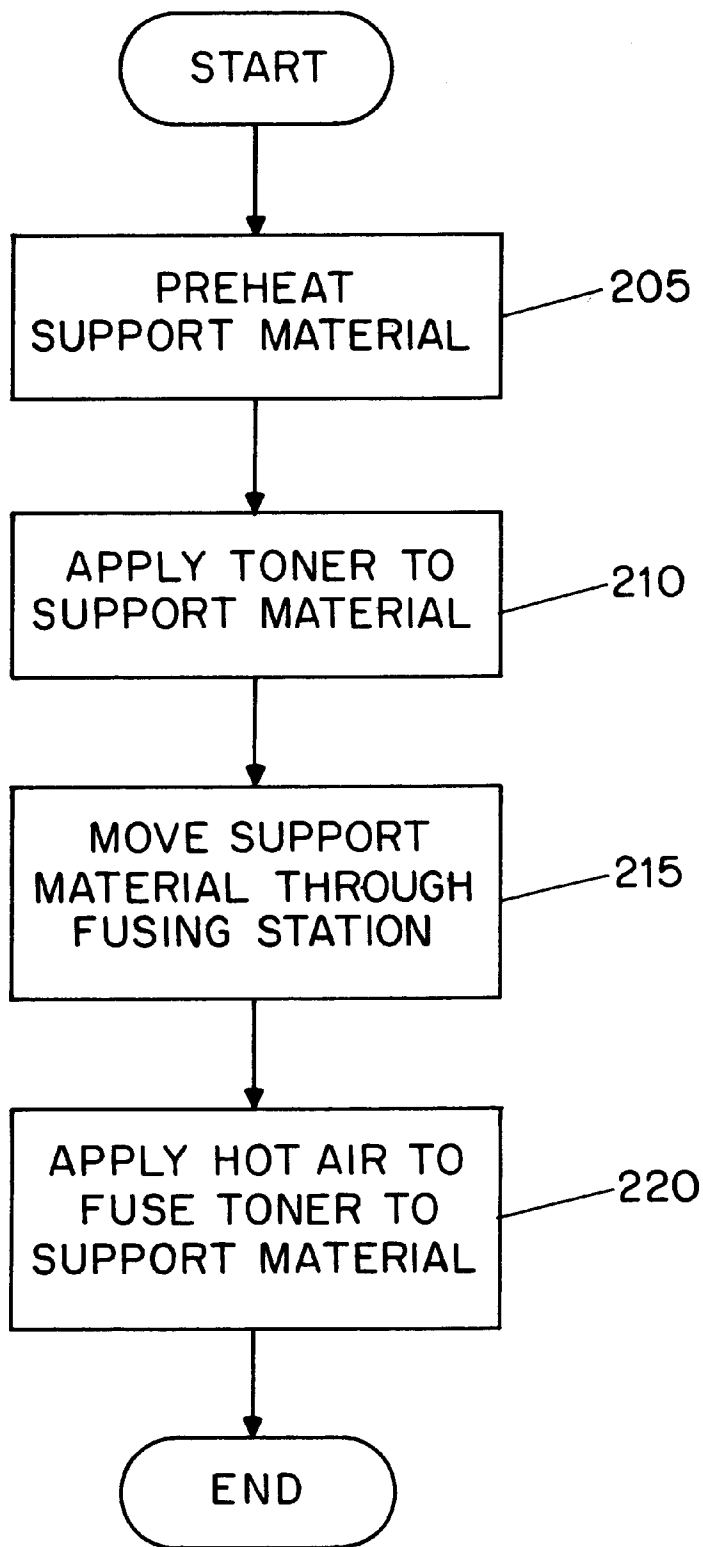 START
PREHEAT
SUPPORT MATERIAL
205
APPLY TONER TO
SUPPORT MATERIAL
210
MOVE SUPPORT
MATERIAL THROUGH
FUSING STATION
215
APPLY HOT AIR TO
FUSE TONER TO
SUPPORT MATERIAL
220
END